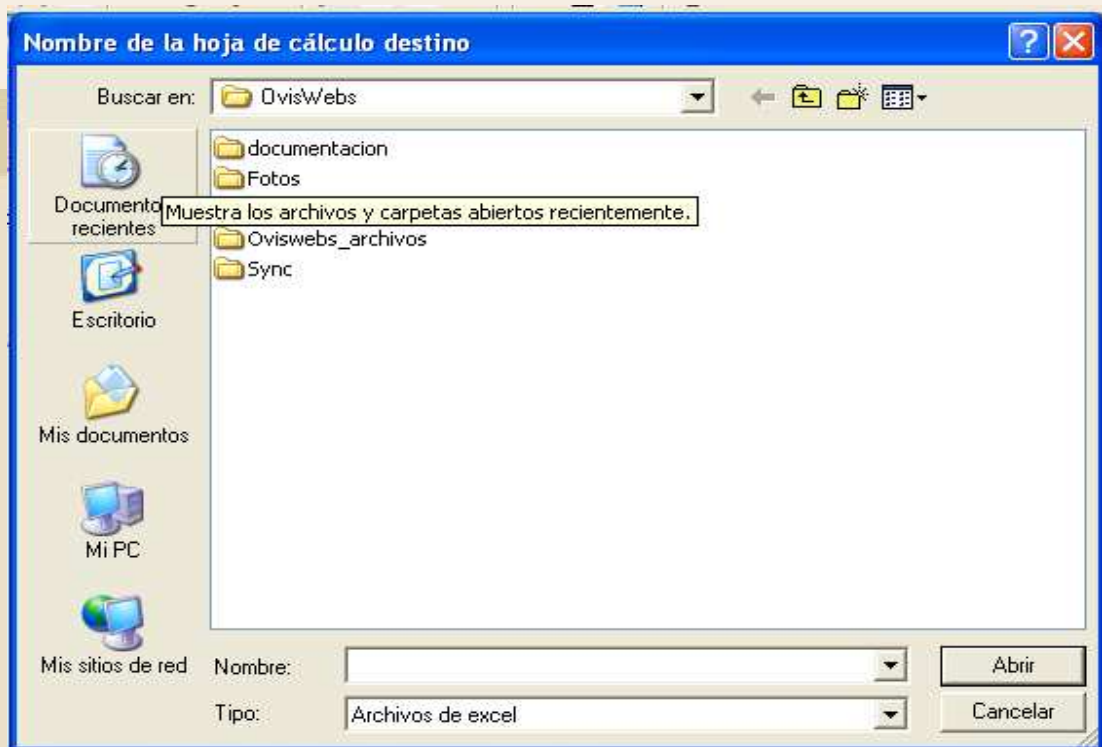 Nombre de la hoja de cálculo destino
Buscar en:
OvisWebs
documentacion
Fotos
Documento
recientes
Muestra los archivos y carpetas abiertos recientemente.
Oviswebs_archivos
Sync
Escritorio
Mis documentos
Mi PC
Mis sitios de red
Nombre:
Abrir
Tipo:
Archivos de excel
Cancelar